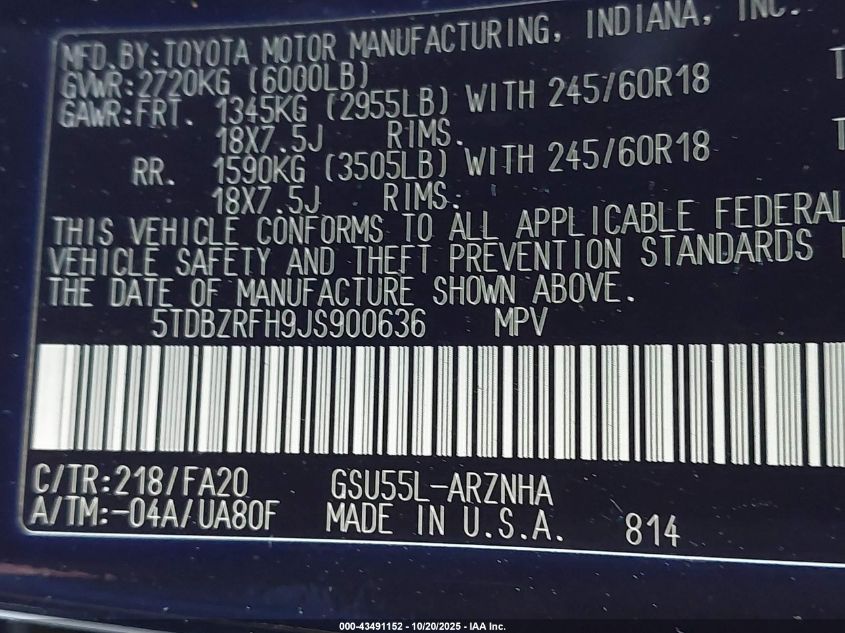 MFD.BY:TOYOTA MOTOR MANUFACTURING, INDIANA, INC.
GVWR:2720KG (6000LB)
GAWR:FRT. 1345KG (2955LB) WITH 245/60R18
18X7.5J RIMS.
RR. 1590KG (3505LB) WITH 245/60R18
18X7.5J RIMS.
THIS VEHICLE CONFORMS TO ALL APPLICABLE FEDERAL
VEHICLE SAFETY AND THEFT PREVENTION STANDARDS
THE DATE OF MANUFACTURE SHOWN ABOVE.
5TDBZRFH9JS900636 MPV
C/TR:218/FA20 GSU55L-ARZNHA
A/TM:-04A/UA80F MADE IN U.S.A. 814
000-43491152 - 10/20/2025 - IAA Inc.